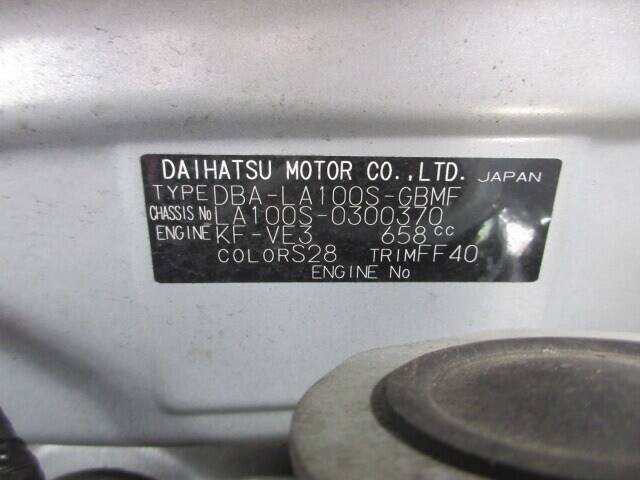 DAIHATSU MOTOR CO.,LTD. JAPAN
TYPE DBA-LA100S-GBMF
CHASSIS No LA100S-0300370
ENGINE KF-VE3 658 cc
COLOR S28 TRIM FF40
ENGINE No